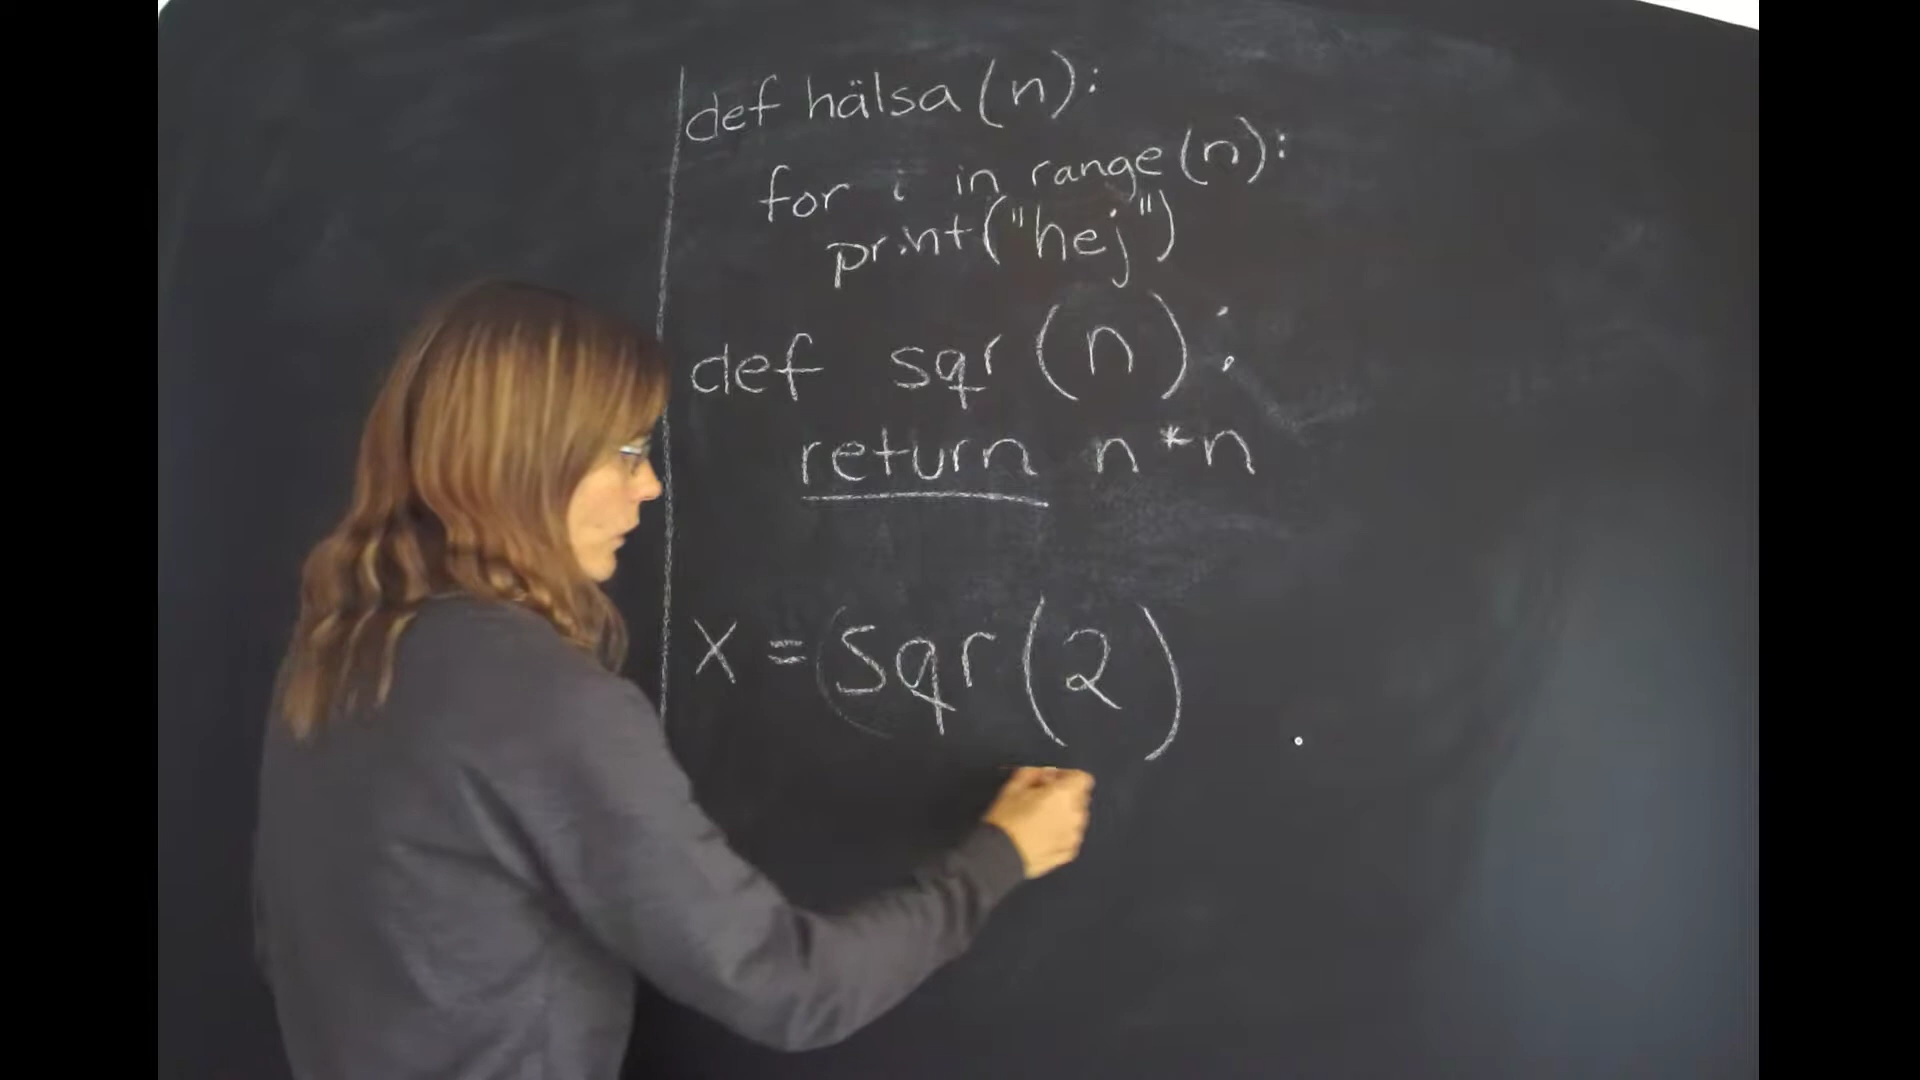 def hälsa(n):
for i in range(n):
print("hej")
def sqr(n):
return n*n
x = sqr(2)